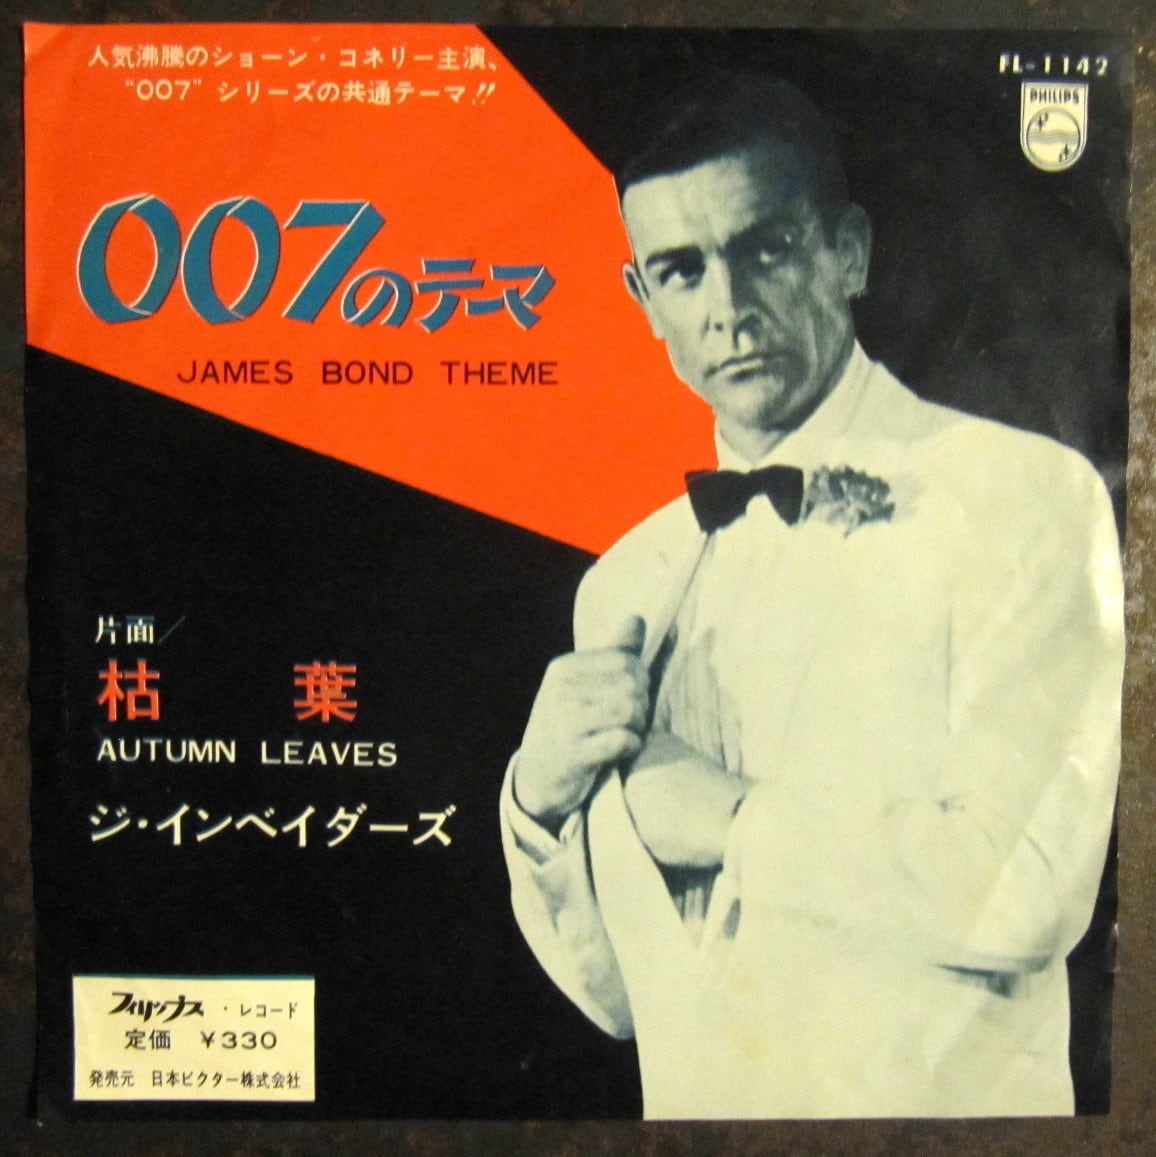 人気沸騰のショーン・コネリー主演、
"007" シリーズの共通テーマ!!
FL-1142
PHILIPS
007のテーマ
JAMES BOND THEME
片面/
枯葉
AUTUMN LEAVES
ジ・インベイダーズ
フィリップス・レコード
定価 ¥330
発売元 日本ビクター株式会社